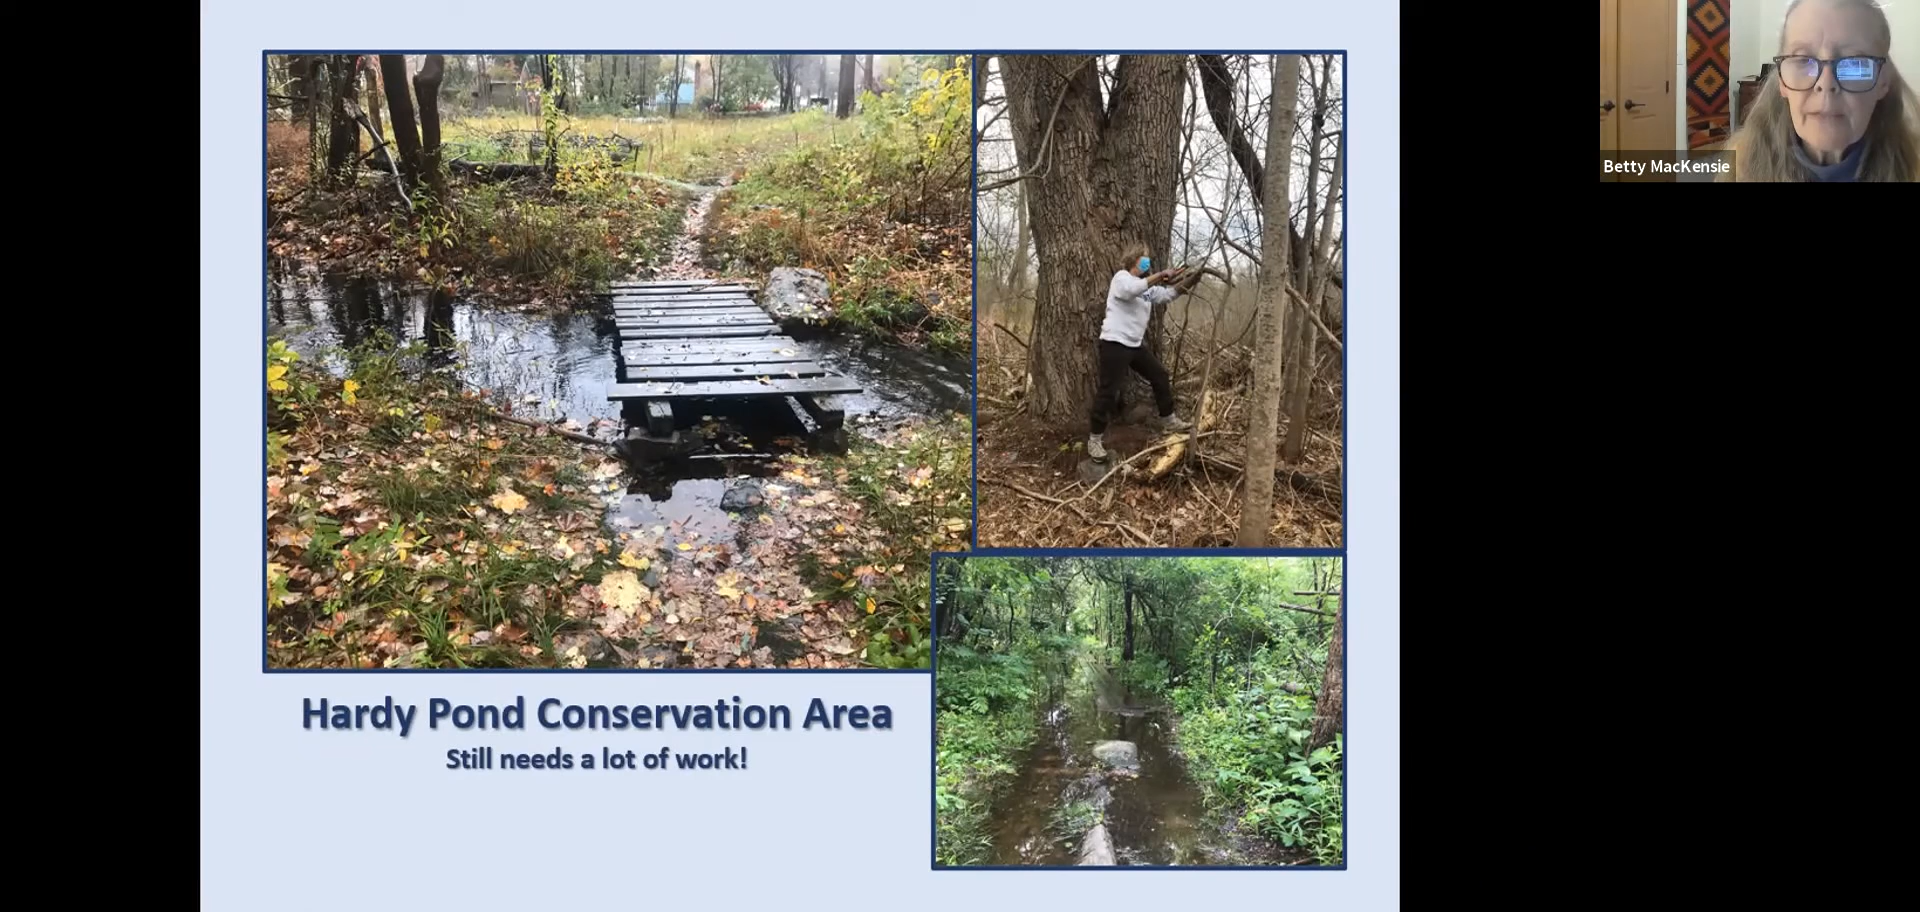 Betty MacKensie
Hardy Pond Conservation Area
Still needs a lot of work!